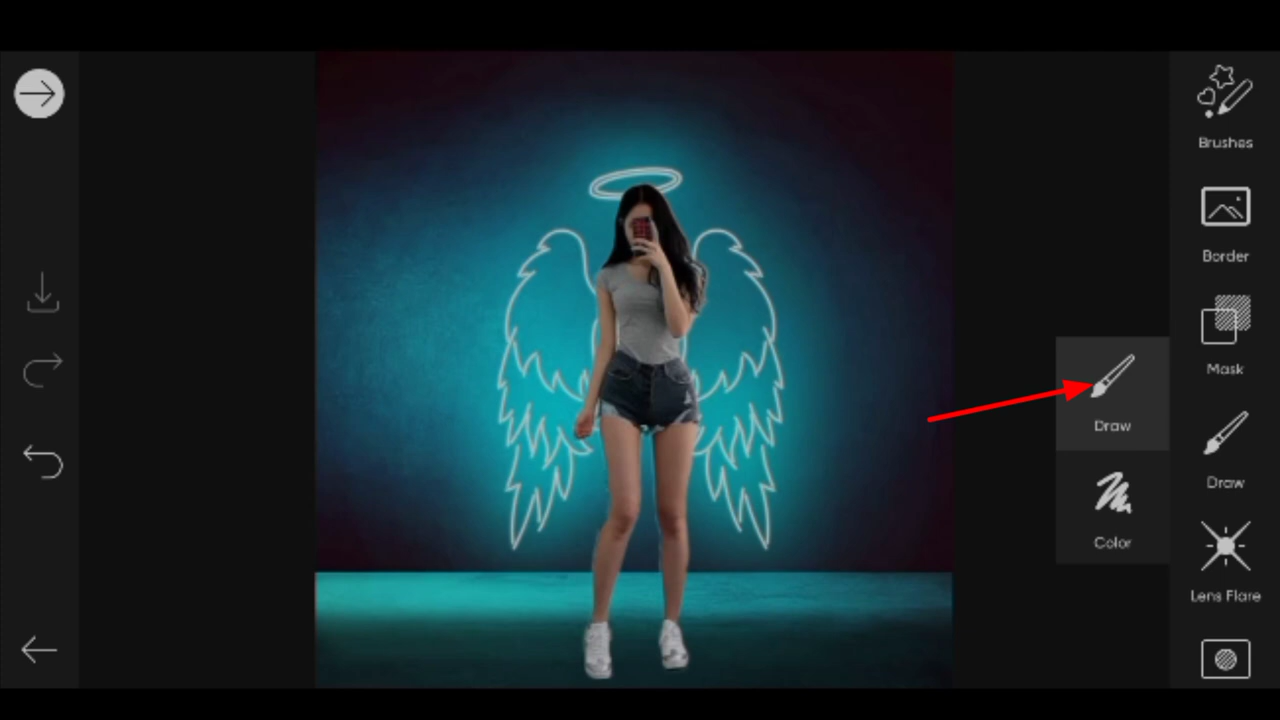 Brushes
Border
Mask
Draw
Draw
Color
Lens Flare